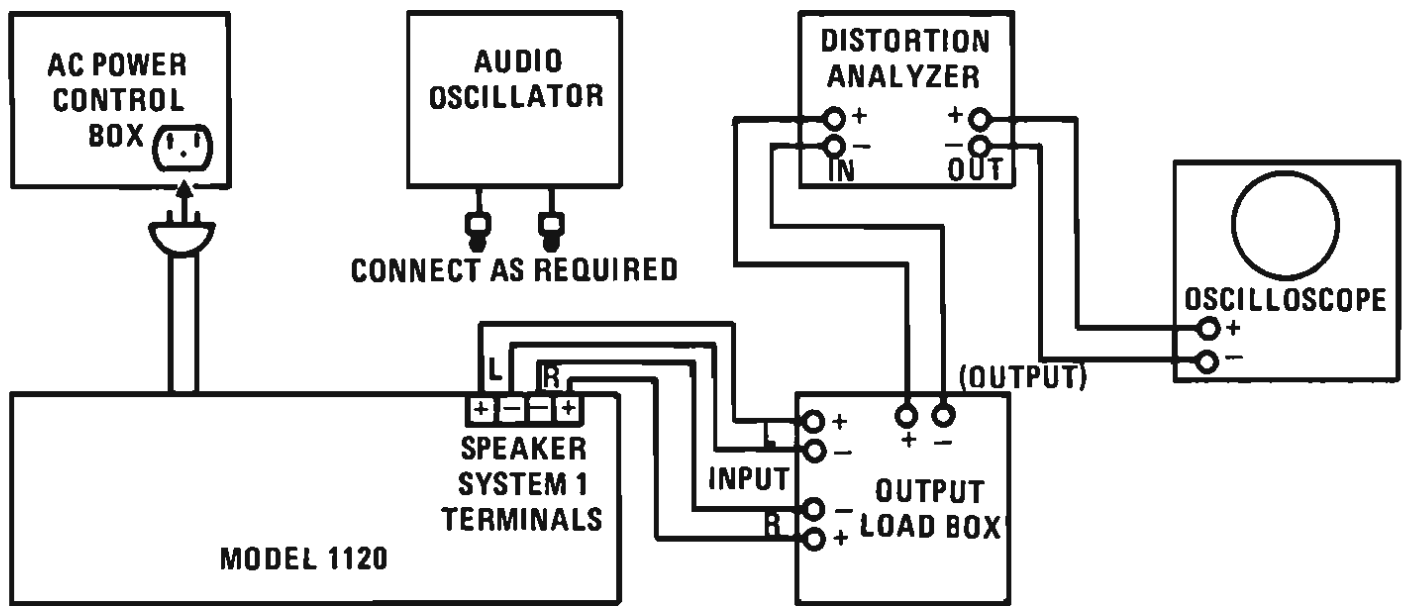 AC POWER
CONTROL
BOX
AUDIO
OSCILLATOR
CONNECT AS REQUIRED
DISTORTION
ANALYZER
+ +
− −
IN OUT
OSCILLOSCOPE
+
−
L R
+ − − +
SPEAKER
SYSTEM 1
TERMINALS
MODEL 1120
(OUTPUT)
+ −
L
+
−
INPUT
R
−
+
OUTPUT
LOAD BOX